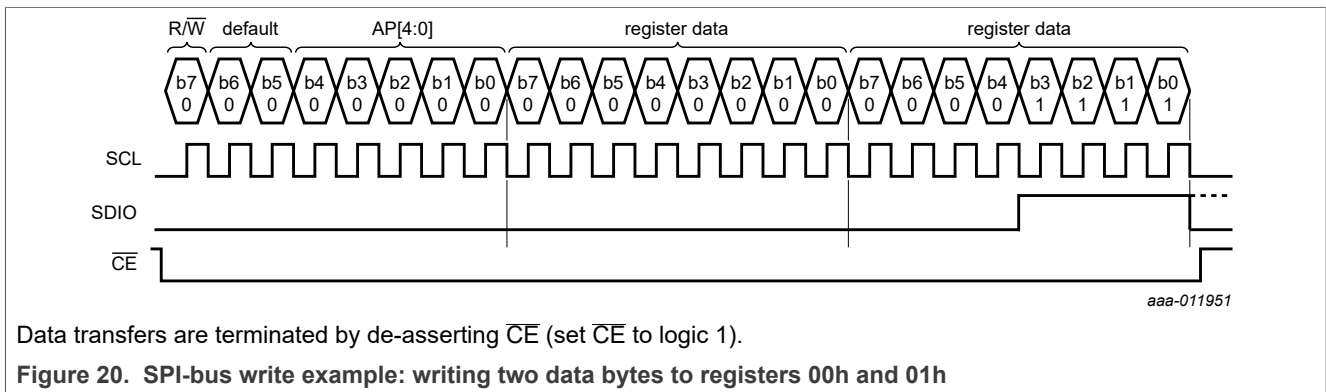 R/W̅ default AP[4:0] register data register data
b7 b6 b5 b4 b3 b2 b1 b0 b7 b6 b5 b4 b3 b2 b1 b0 b7 b6 b5 b4 b3 b2 b1 b0
0 0 0 0 0 0 0 0 0 0 0 0 0 0 0 0 0 0 0 0 1 1 1 1
SCL
SDIO
C̅E̅
aaa-011951
Data transfers are terminated by de-asserting C̅E̅ (set C̅E̅ to logic 1).
Figure 20. SPI-bus write example: writing two data bytes to registers 00h and 01h